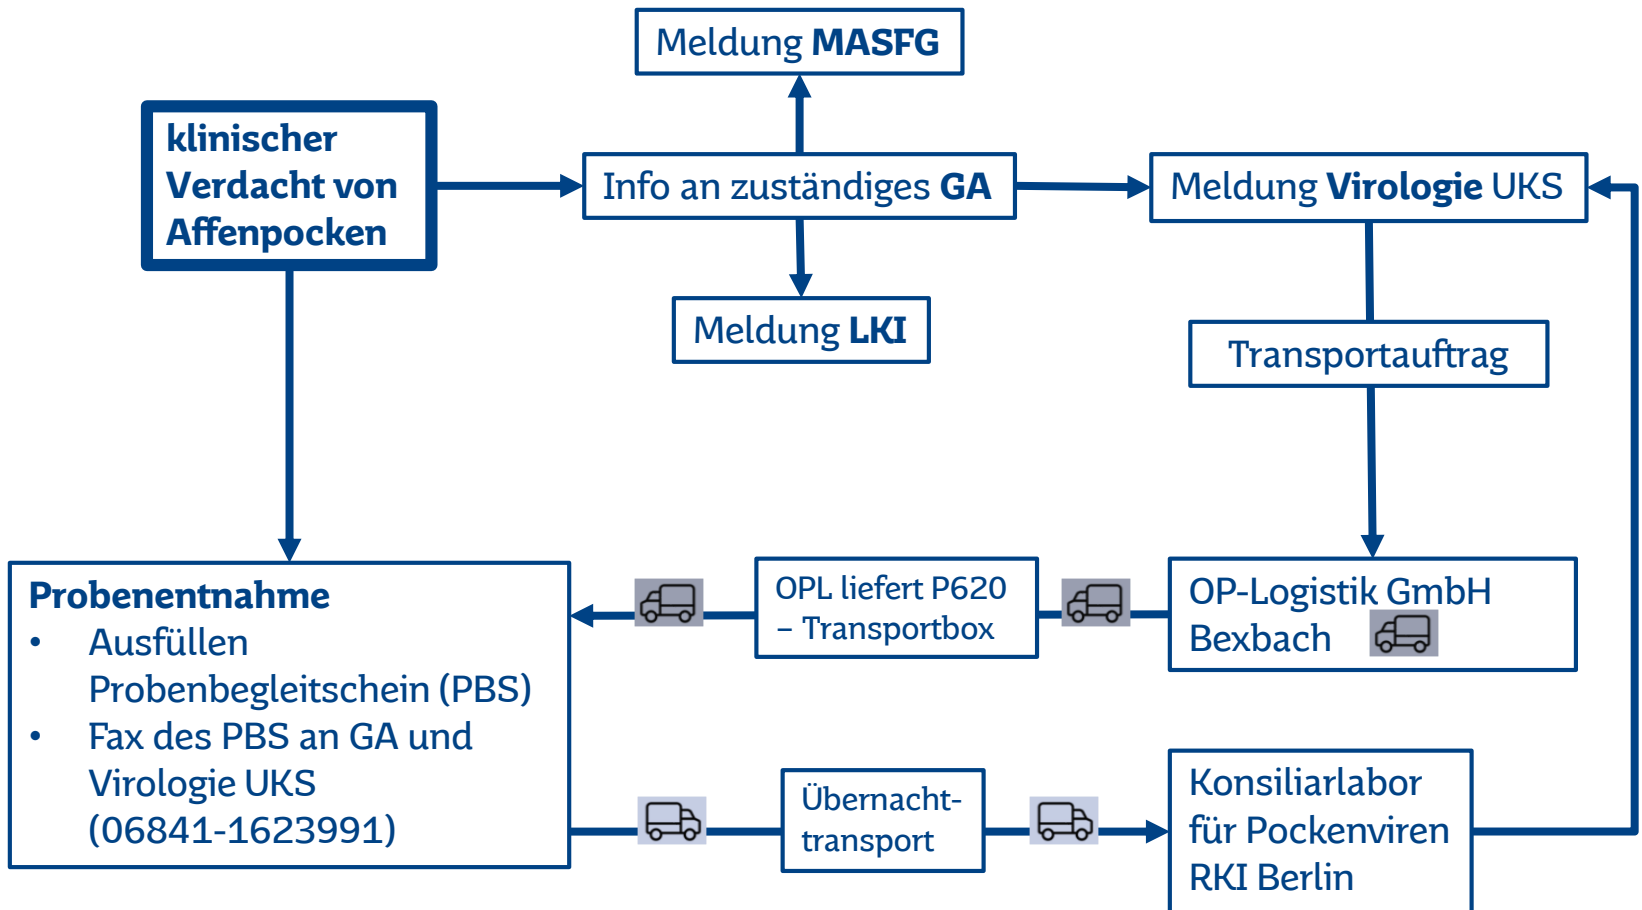 Meldung MASFG
klinischer
Verdacht von
Affenpocken
Info an zuständiges GA
Meldung Virologie UKS
Meldung LKI
Transportauftrag
Probenentnahme
• Ausfüllen
Probenbegleitschein (PBS)
• Fax des PBS an GA und
Virologie UKS
(06841-1623991)
OPL liefert P620
– Transportbox
OP-Logistik GmbH
Bexbach
Übernacht-
transport
Konsiliarlabor
für Pockenviren
RKI Berlin